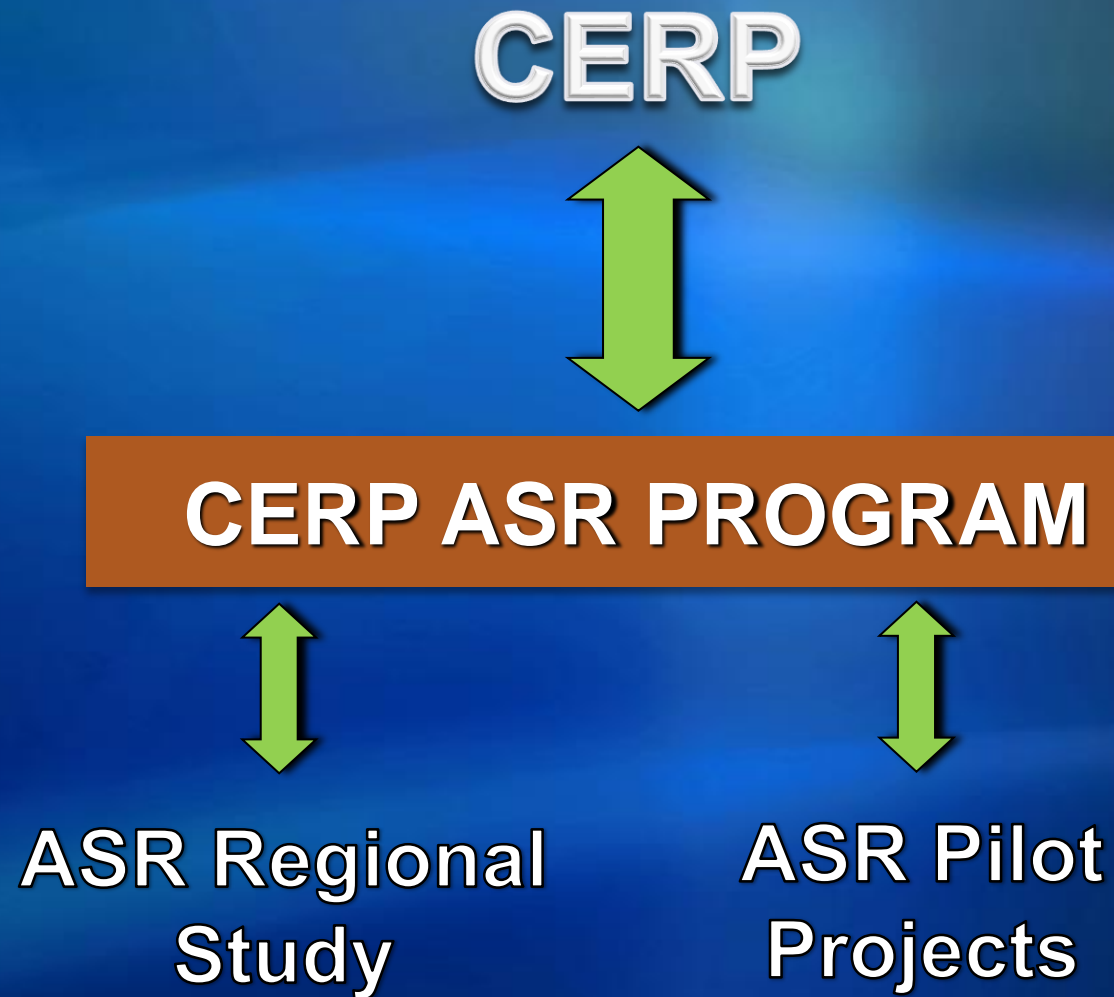 CERP
CERP ASR PROGRAM
ASR Regional
Study
ASR Pilot
Projects